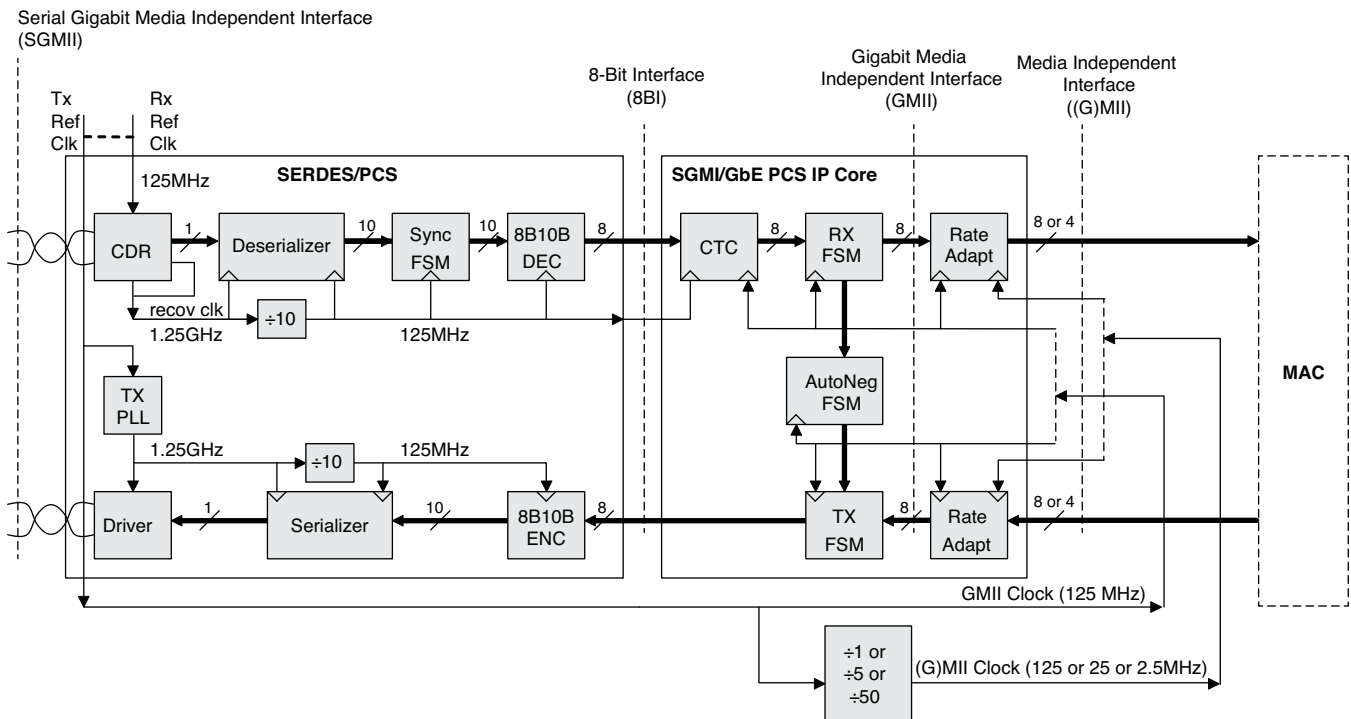 Serial Gigabit Media Independent Interface
(SGMII)
8-Bit Interface
(8BI)
Gigabit Media
Independent Interface
(GMII)
Media Independent
Interface
((G)MII)
Tx
Ref
Clk
Rx
Ref
Clk
SERDES/PCS
SGMI/GbE PCS IP Core
125MHz
CDR
1
Deserializer
10
Sync
FSM
10
8B10B
DEC
8
CTC
8
RX
FSM
8
Rate
Adapt
8 or 4
recov clk
1.25GHz
÷10
125MHz
MAC
AutoNeg
FSM
TX
PLL
1.25GHz
÷10
125MHz
Driver
1
Serializer
10
8B10B
ENC
8
TX
FSM
8
Rate
Adapt
8 or 4
GMII Clock (125 MHz)
÷1 or
÷5 or
÷50
(G)MII Clock (125 or 25 or 2.5MHz)